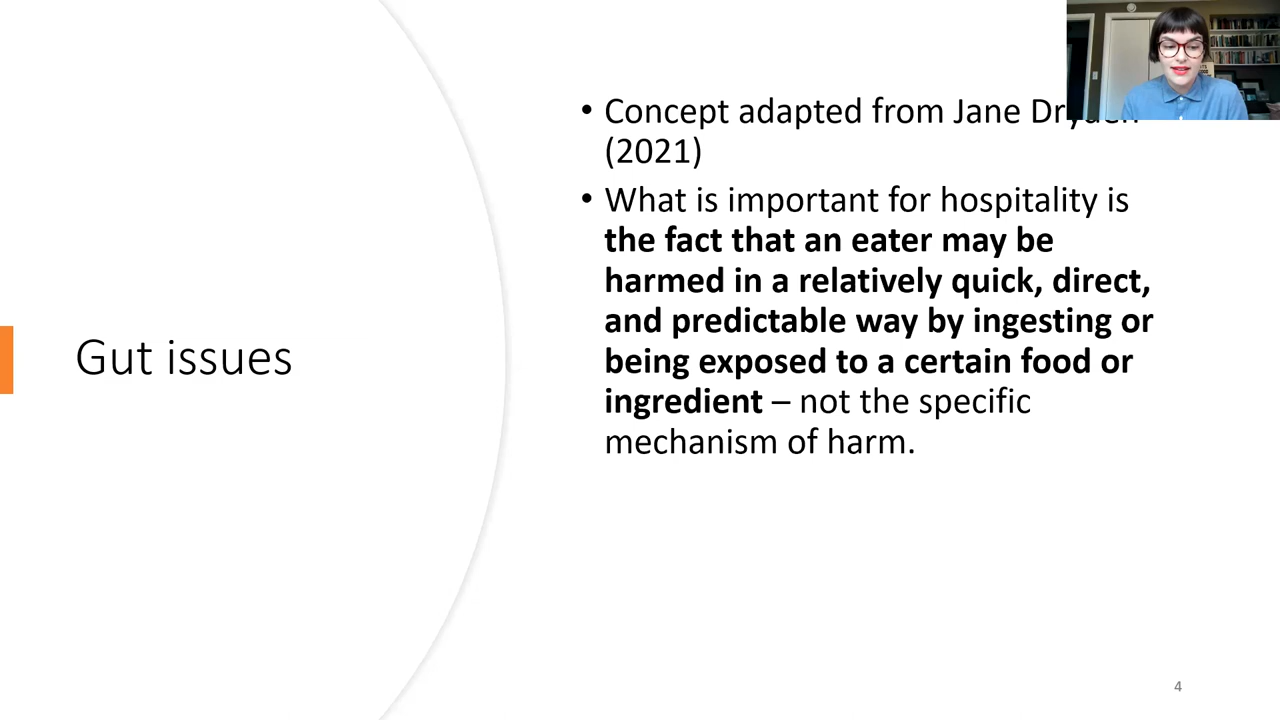 Gut issues
• Concept adapted from Jane Dryden
(2021)
• What is important for hospitality is
the fact that an eater may be
harmed in a relatively quick, direct,
and predictable way by ingesting or
being exposed to a certain food or
ingredient – not the specific
mechanism of harm.
4